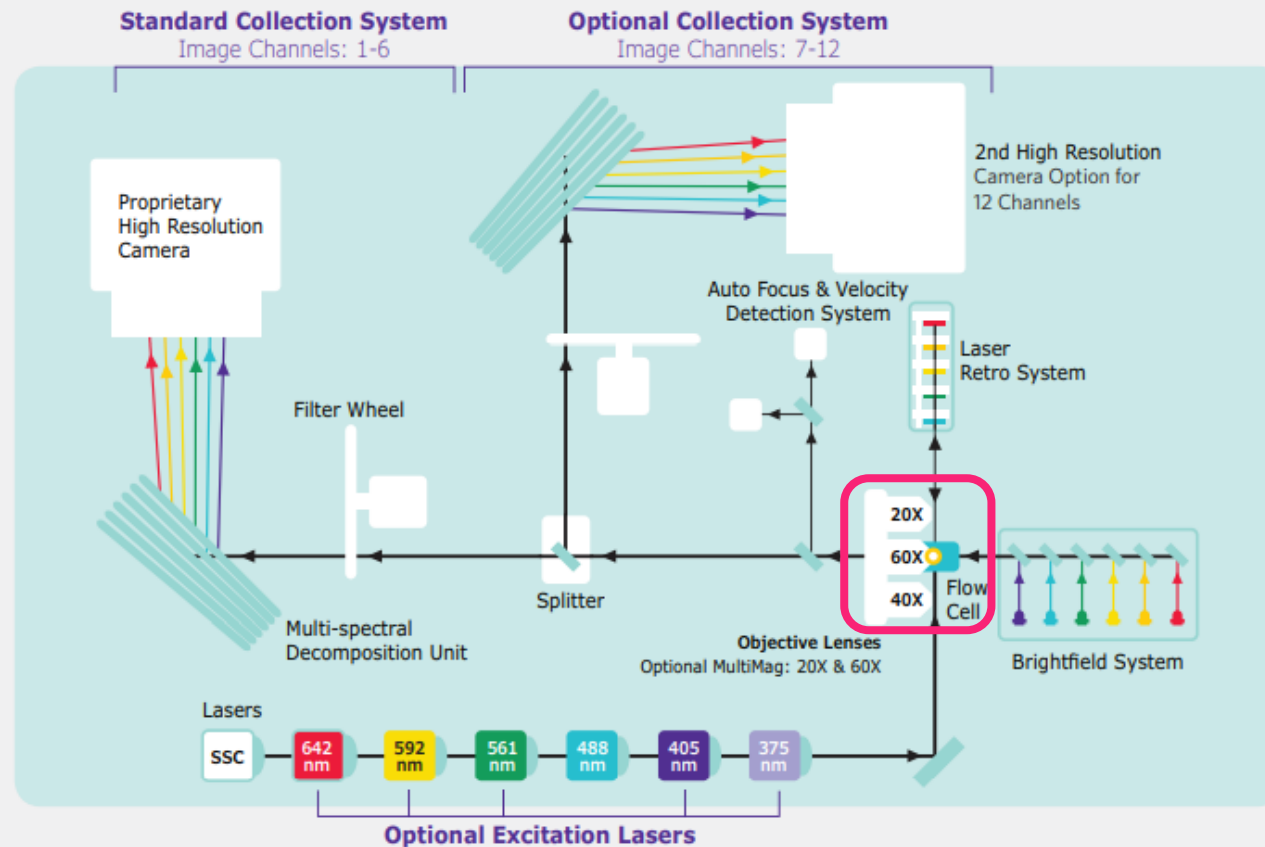 Standard Collection System
Image Channels: 1-6
Optional Collection System
Image Channels: 7-12
Proprietary
High Resolution
Camera
2nd High Resolution
Camera Option for
12 Channels
Auto Focus & Velocity
Detection System
Laser
Retro System
Filter Wheel
20X
60X
40X
Flow
Cell
Splitter
Multi-spectral
Decomposition Unit
Objective Lenses
Optional MultiMag: 20X & 60X
Brightfield System
Lasers
SSC
642
nm
592
nm
561
nm
488
nm
405
nm
375
nm
Optional Excitation Lasers